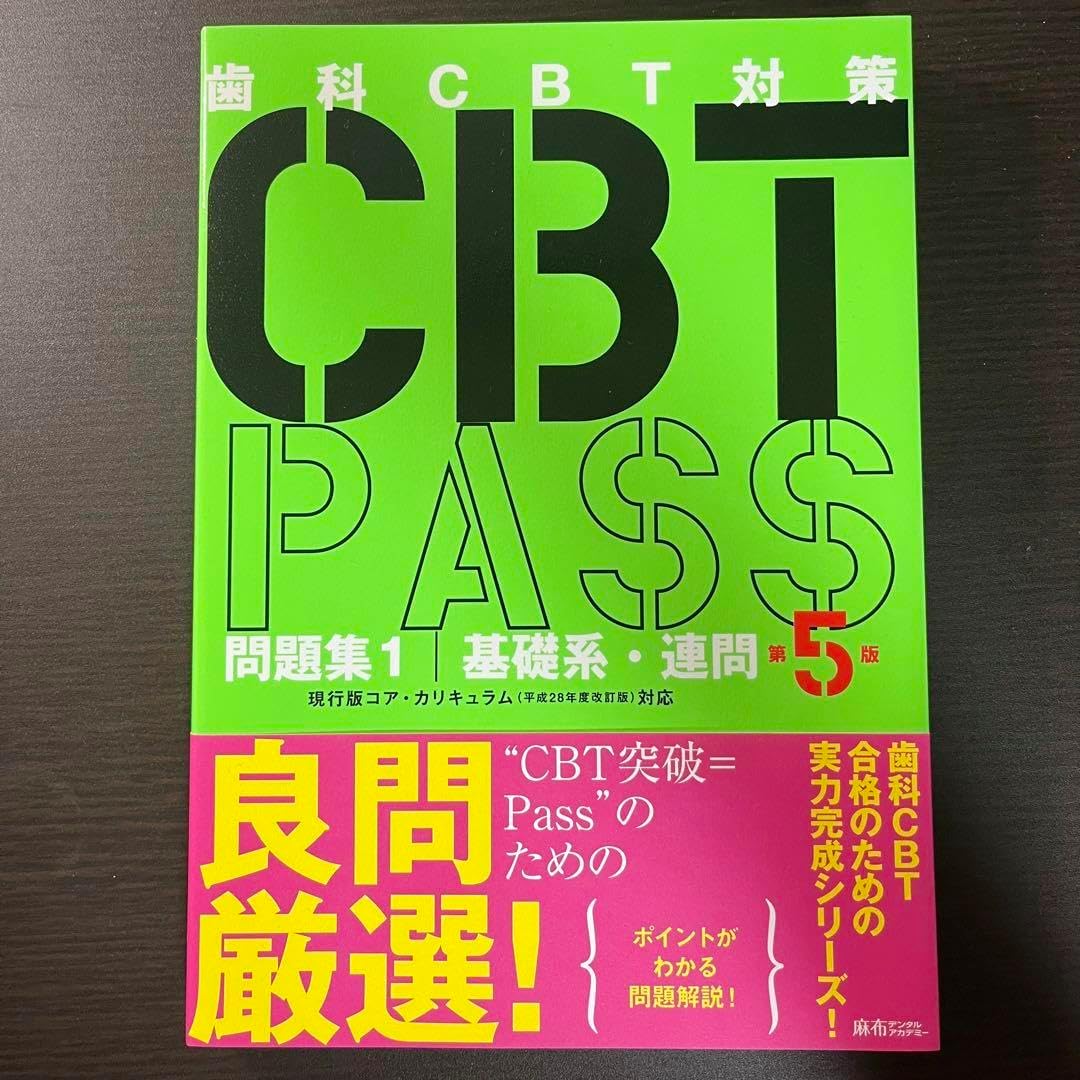 歯科CBT対策
CBT
PASS
問題集1 基礎系・連問 第5版
現行版コア・カリキュラム(平成28年度改訂版)対応
良問
厳選!
“CBT突破=
Pass”の
ための
ポイントが
わかる
問題解説!
歯科CBT
合格のための
実力完成シリーズ!
麻布デンタル
アカデミー